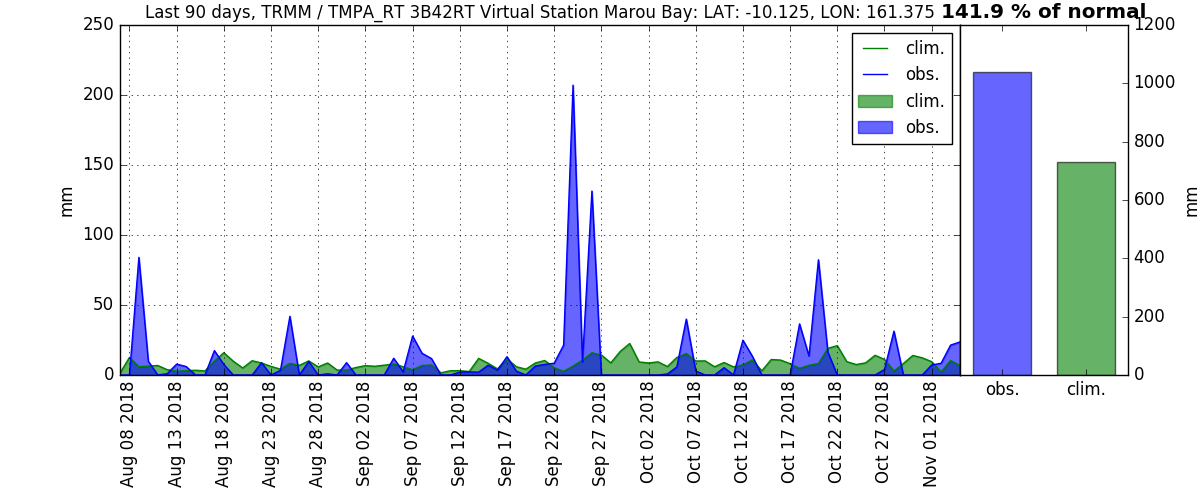 Last 90 days, TRMM / TMPA_RT 3B42RT Virtual Station Marou Bay: LAT: -10.125, LON: 161.375 141.9 % of normal
250
200
150
100
50
0
mm
clim.
obs.
clim.
obs.
1200
1000
800
600
400
200
0
mm
obs.
clim.
Aug 08 2018
Aug 13 2018
Aug 18 2018
Aug 23 2018
Aug 28 2018
Sep 02 2018
Sep 07 2018
Sep 12 2018
Sep 17 2018
Sep 22 2018
Sep 27 2018
Oct 02 2018
Oct 07 2018
Oct 12 2018
Oct 17 2018
Oct 22 2018
Oct 27 2018
Nov 01 2018